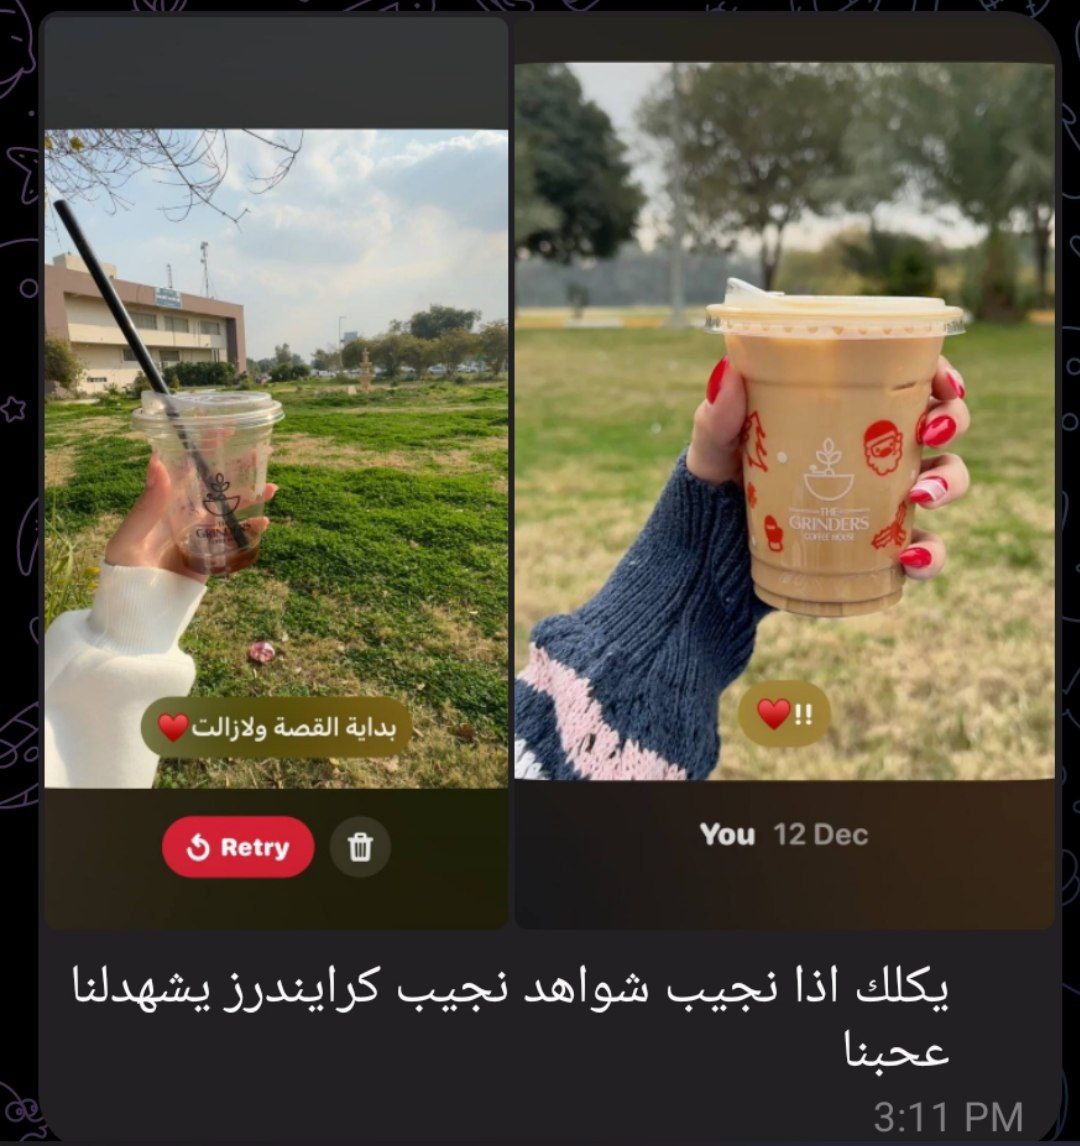 GRIN
بداية القصة ولازالت❤️
Retry
THE
GRINDERS
COFFEE HOUSE
❤️!!
You 12 Dec
يكلك اذا نجيب شواهد نجيب كرايندرز يشهدلنا
عحبنا
3:11 PM